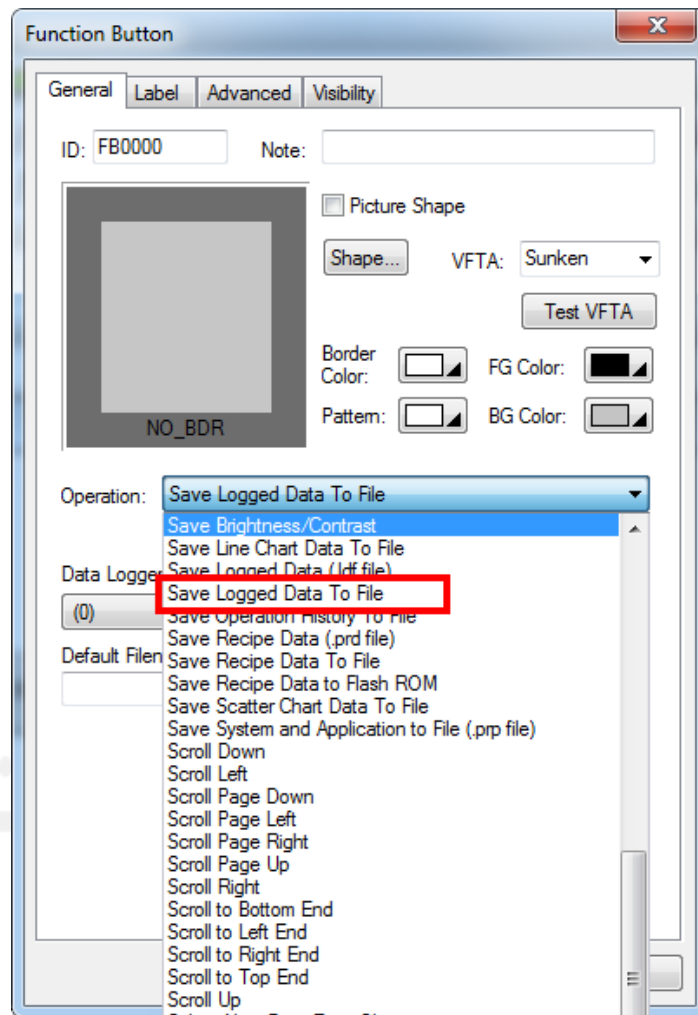 Function Button
General Label Advanced Visibility
ID: FB0000 Note:
Picture Shape
Shape... VFTA: Sunken
Test VFTA
Border
Color: FG Color:
Pattern: BG Color:
NO_BDR
Operation: Save Logged Data To File
Save Brightness/Contrast
Save Line Chart Data To File
Data Logger Save Logged Data (.ldf file)
Save Logged Data To File
(0) Save Operation History To File
Save Recipe Data (.prd file)
Default Filen Save Recipe Data To File
Save Recipe Data to Flash ROM
Save Scatter Chart Data To File
Save System and Application to File (.prp file)
Scroll Down
Scroll Left
Scroll Page Down
Scroll Page Left
Scroll Page Right
Scroll Page Up
Scroll Right
Scroll to Bottom End
Scroll to Left End
Scroll to Right End
Scroll to Top End
Scroll Up